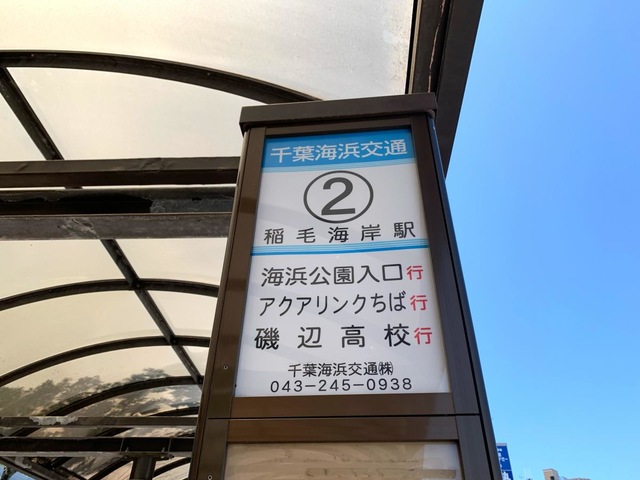 千葉海浜交通
②
稲毛海岸駅
海浜公園入口行
アクアリンクちば行
磯辺高校行
千葉海浜交通㈱
043-245-0938